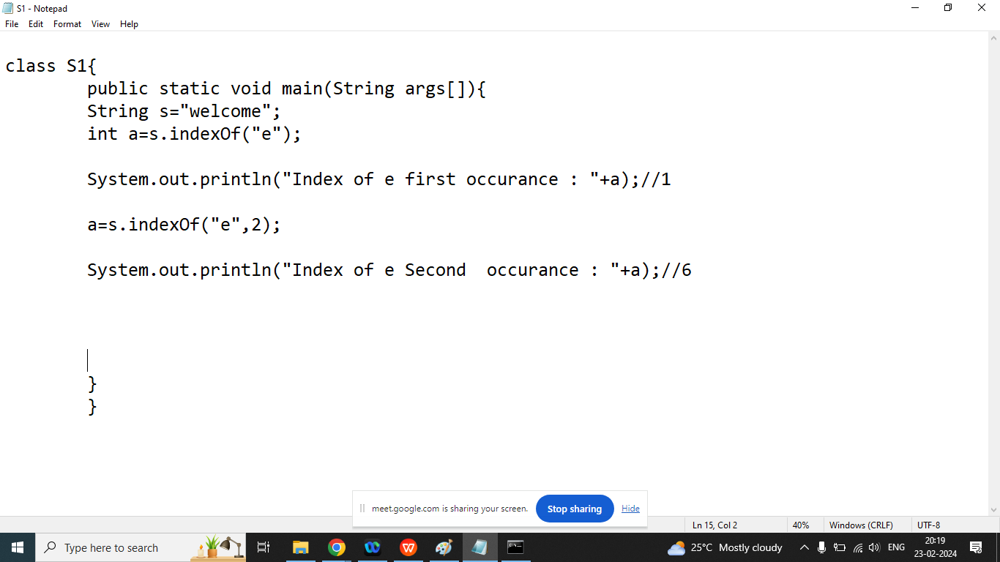 S1 - Notepad
File Edit Format View Help
class S1{
public static void main(String args[]){
String s="welcome";
int a=s.indexOf("e");
System.out.println("Index of e first occurance : "+a);//1
a=s.indexOf("e",2);
System.out.println("Index of e Second  occurance : "+a);//6
}
}
meet.google.com is sharing your screen. Stop sharing Hide
Ln 15, Col 2 40% Windows (CRLF) UTF-8
Type here to search 25°C Mostly cloudy ENG 20:19
23-02-2024